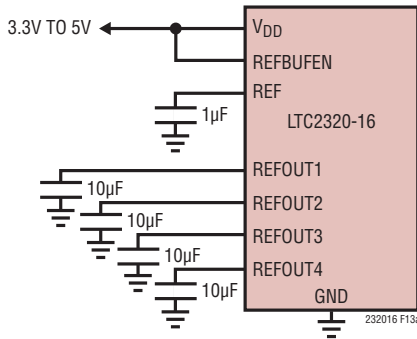 3.3V TO 5V
VDD
REFBUFEN
REF
1µF
LTC2320-16
REFOUT1
10µF
REFOUT2
10µF
REFOUT3
10µF
REFOUT4
10µF
GND
232016 F13a